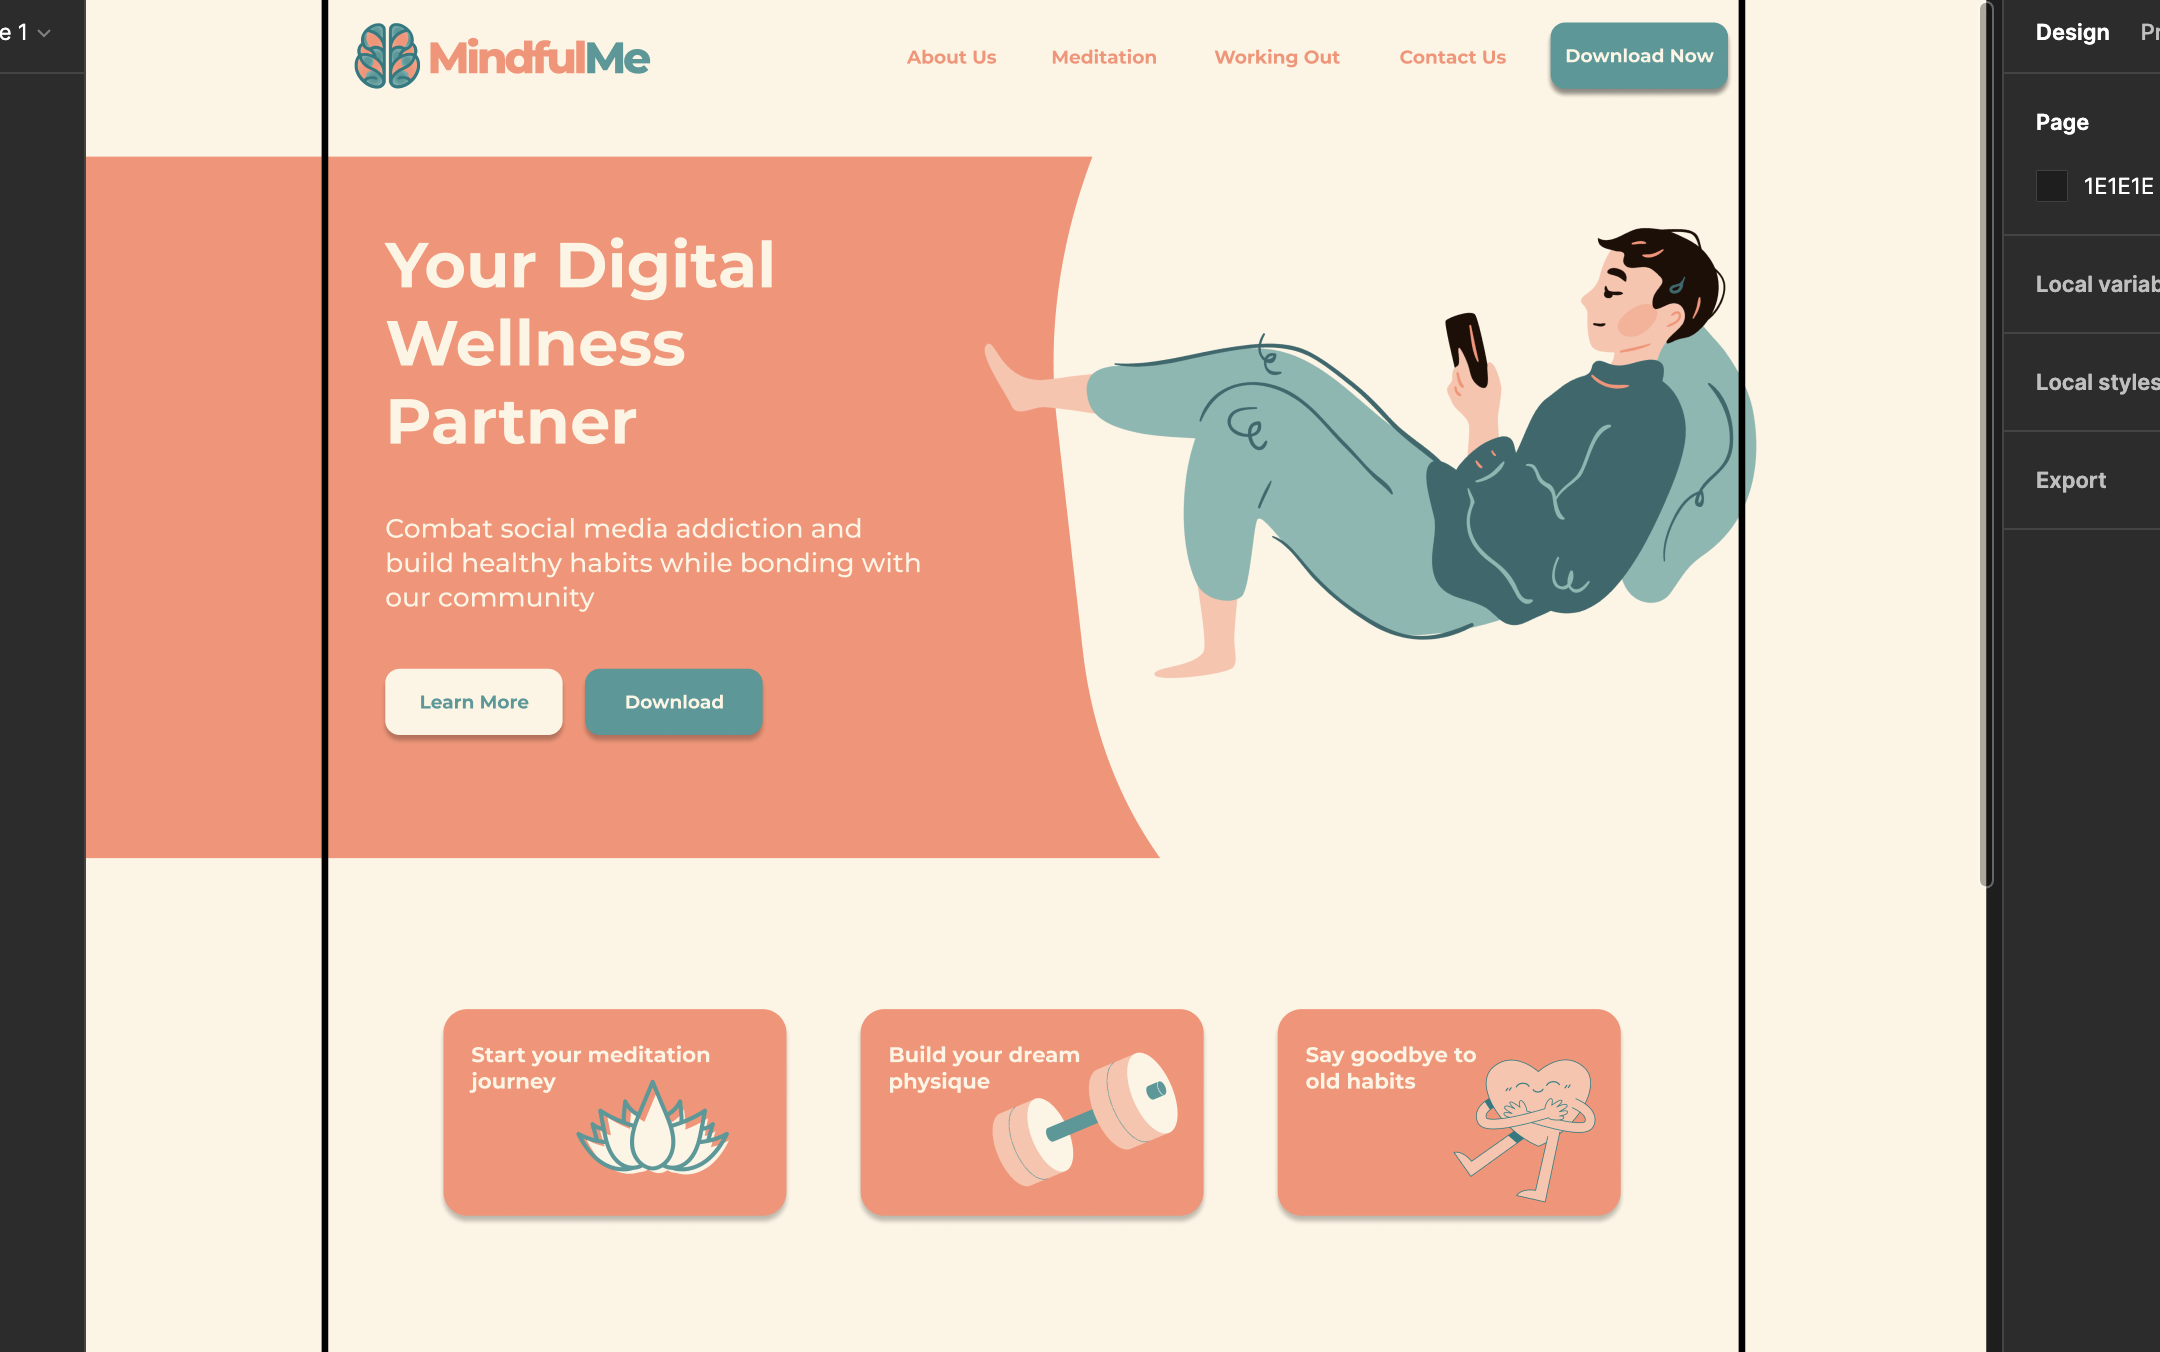 e 1
MindfulMe
About Us
Meditation
Working Out
Contact Us
Download Now
Your Digital
Wellness
Partner
Combat social media addiction and
build healthy habits while bonding with
our community
Learn More
Download
Start your meditation
journey
Build your dream
physique
Say goodbye to
old habits
Design
Pr
Page
1E1E1E
Local variab
Local styles
Export